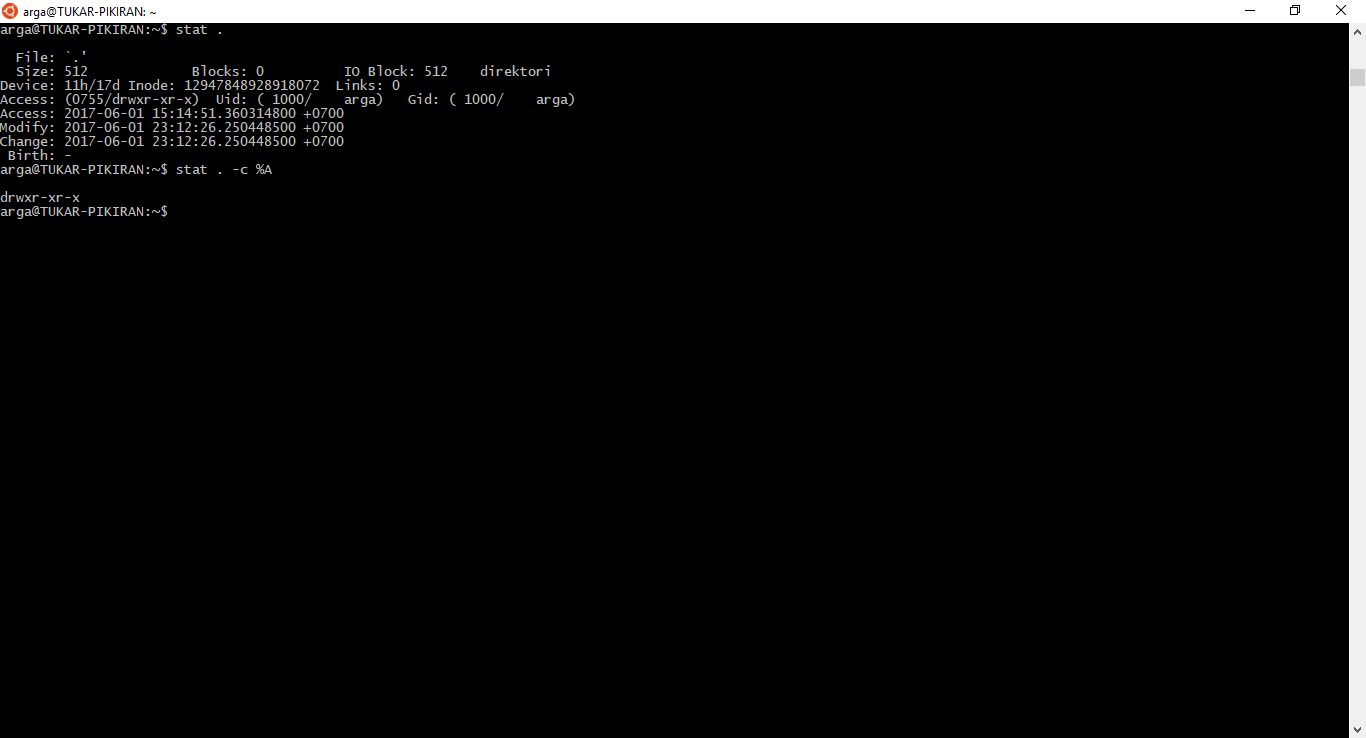 arga@TUKAR-PIKIRAN: ~
arga@TUKAR-PIKIRAN:~$ stat .
  File: `.'
  Size: 512             Blocks: 0          IO Block: 512    direktori
Device: 11h/17d Inode: 12947848928918072  Links: 0
Access: (0755/drwxr-xr-x)  Uid: ( 1000/    arga)   Gid: ( 1000/    arga)
Access: 2017-06-01 15:14:51.360314800 +0700
Modify: 2017-06-01 23:12:26.250448500 +0700
Change: 2017-06-01 23:12:26.250448500 +0700
 Birth: -
arga@TUKAR-PIKIRAN:~$ stat . -c %A
drwxr-xr-x
arga@TUKAR-PIKIRAN:~$